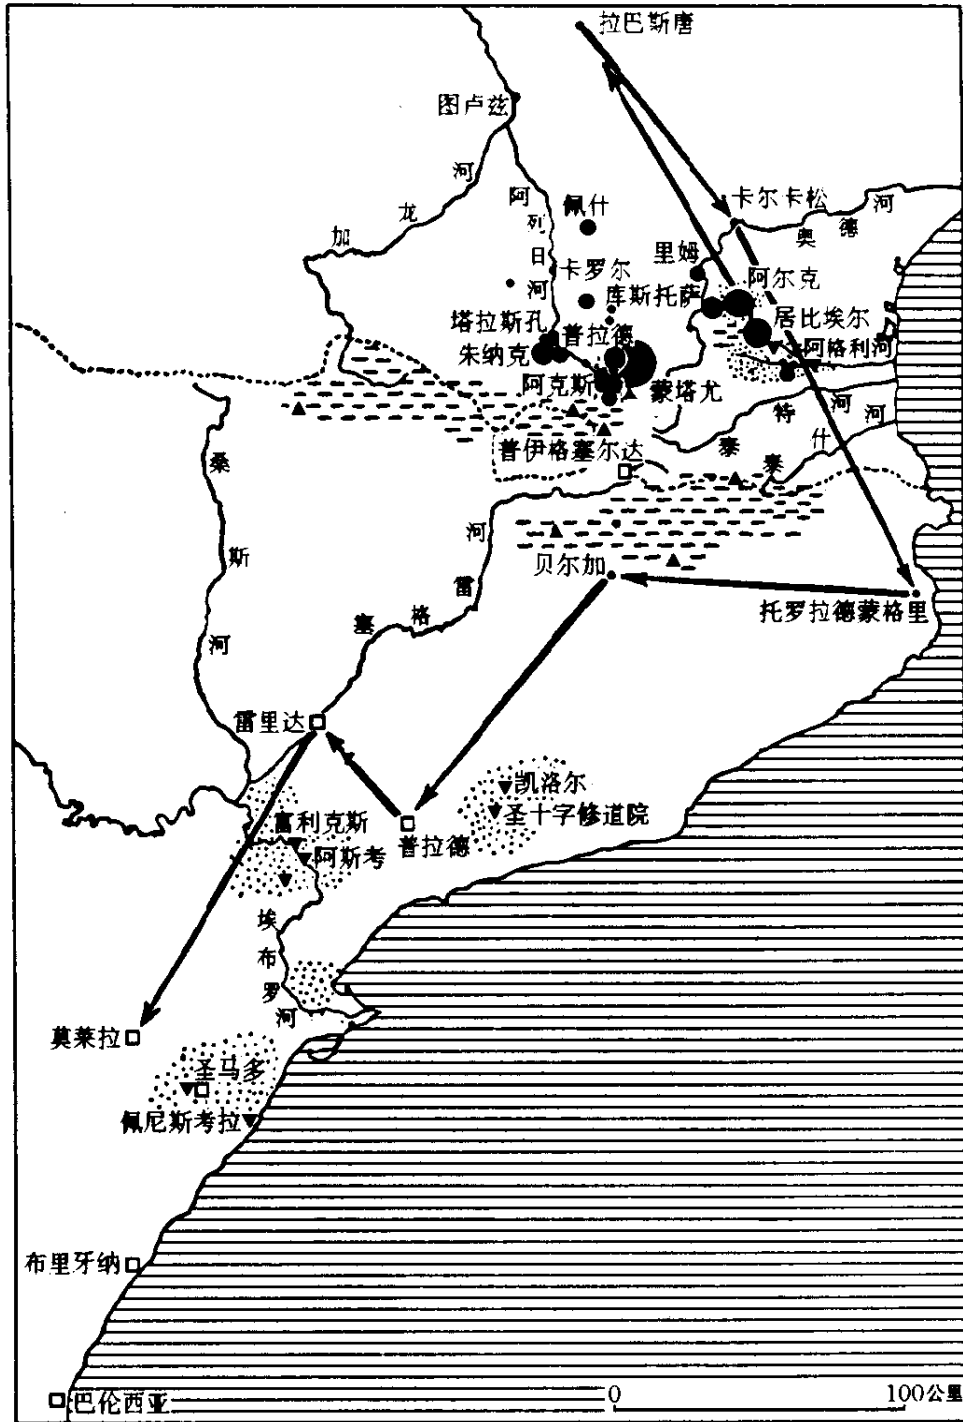 拉巴斯唐
图卢兹
加龙河
阿列日河
佩什
卡尔卡松
奥德河
里姆
卡罗尔
阿尔克
库斯托萨
居比埃尔
塔拉斯孔
普拉德
朱纳克
阿格利河
阿克斯
蒙塔尤
特河
普伊格塞尔达
泰什河
泰
桑斯河
塞格雷河
贝尔加
托罗拉德蒙格里
雷里达
凯洛尔
富利克斯
圣十字修道院
普拉德
阿斯考
埃布罗河
莫莱拉
圣马多
佩尼斯考拉
布里牙纳
巴伦西亚
0
100公里